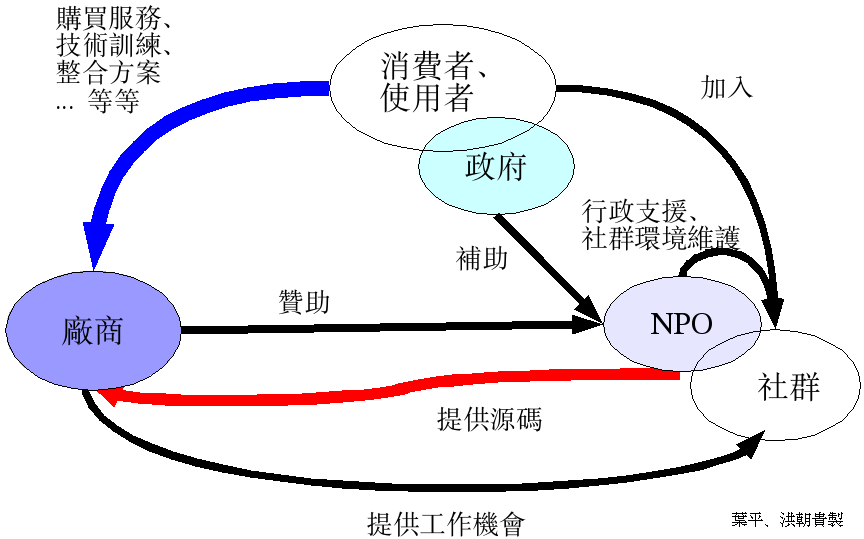 購買服務、
技術訓練、
整合方案
... 等等
消費者、
使用者
加入
政府
行政支援、
社群環境維護
補助
贊助
廠商
NPO
社群
提供源碼
提供工作機會
葉平、洪朝貴製